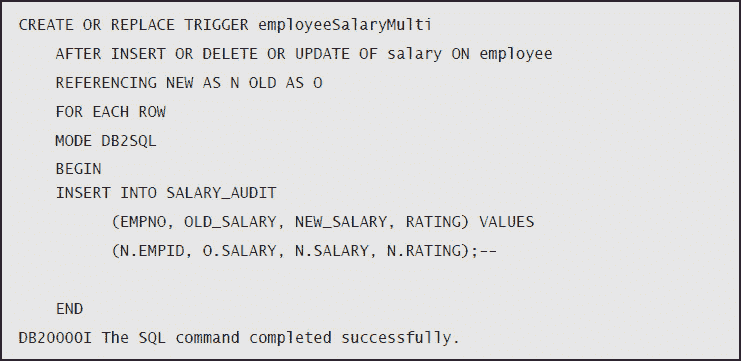 CREATE OR REPLACE TRIGGER employeeSalaryMulti
AFTER INSERT OR DELETE OR UPDATE OF salary ON employee
REFERENCING NEW AS N OLD AS O
FOR EACH ROW
MODE DB2SQL
BEGIN
INSERT INTO SALARY_AUDIT
(EMPNO, OLD_SALARY, NEW_SALARY, RATING) VALUES
(N.EMPID, O.SALARY, N.SALARY, N.RATING);--
END
DB20000I The SQL command completed successfully.